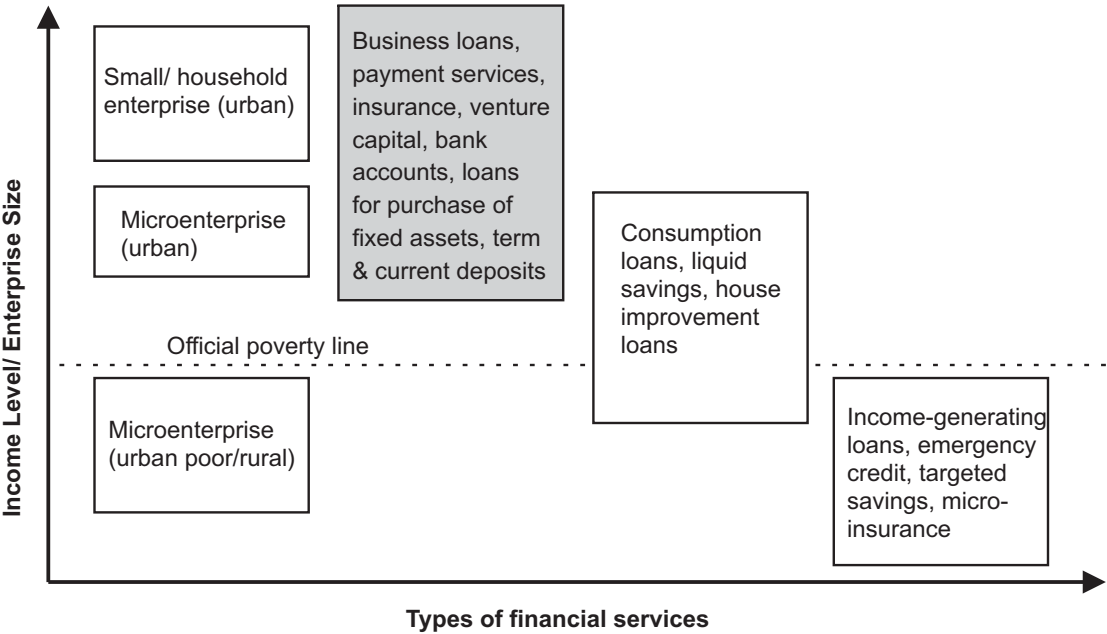 Income Level/ Enterprise Size
Small/ household
enterprise (urban)
Business loans,
payment services,
insurance, venture
capital, bank
accounts, loans
for purchase of
fixed assets, term
& current deposits
Microenterprise
(urban)
Consumption
loans, liquid
savings, house
improvement
loans
Official poverty line
Microenterprise
(urban poor/rural)
Income-generating
loans, emergency
credit, targeted
savings, micro-
insurance
Types of financial services